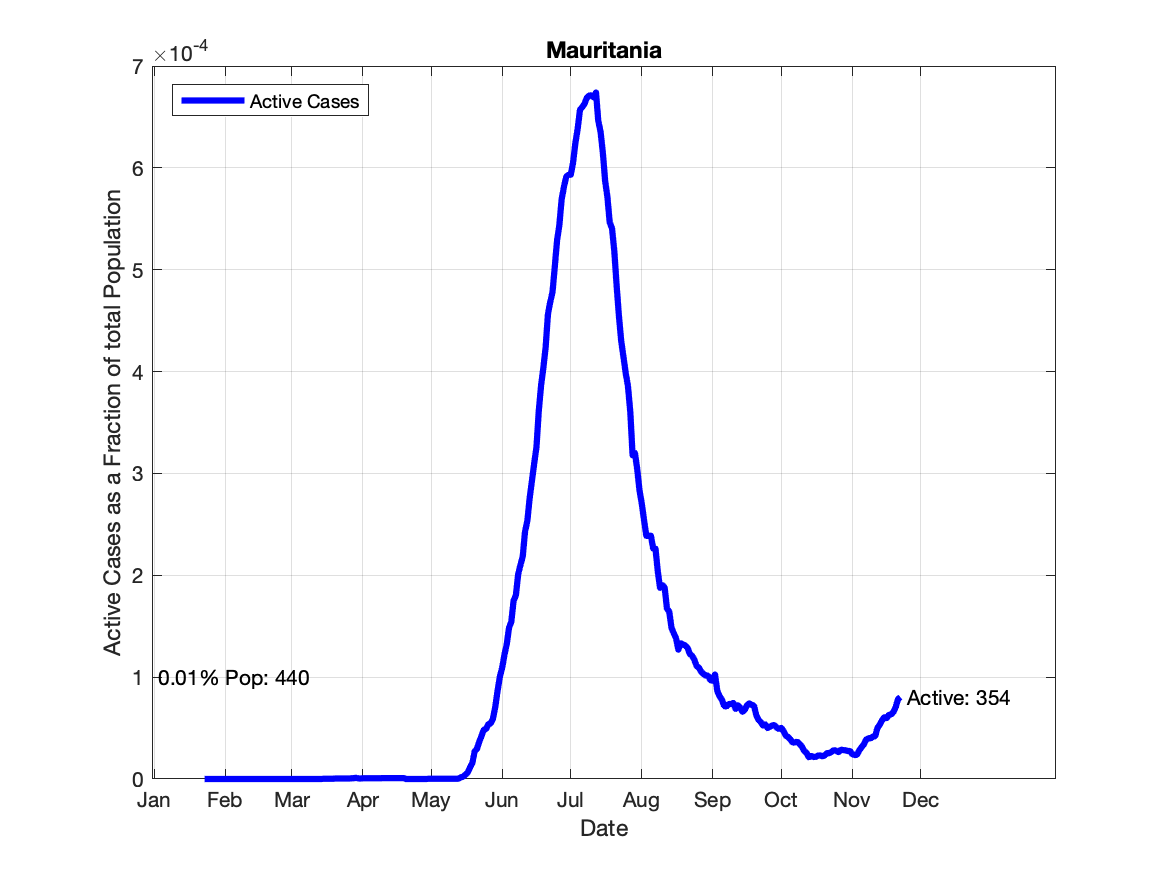 ×10⁻⁴
Mauritania
Active Cases
Active Cases as a Fraction of total Population
7
6
5
4
3
2
1
0
0.01% Pop: 440
Active: 354
Jan Feb Mar Apr May Jun Jul Aug Sep Oct Nov Dec
Date